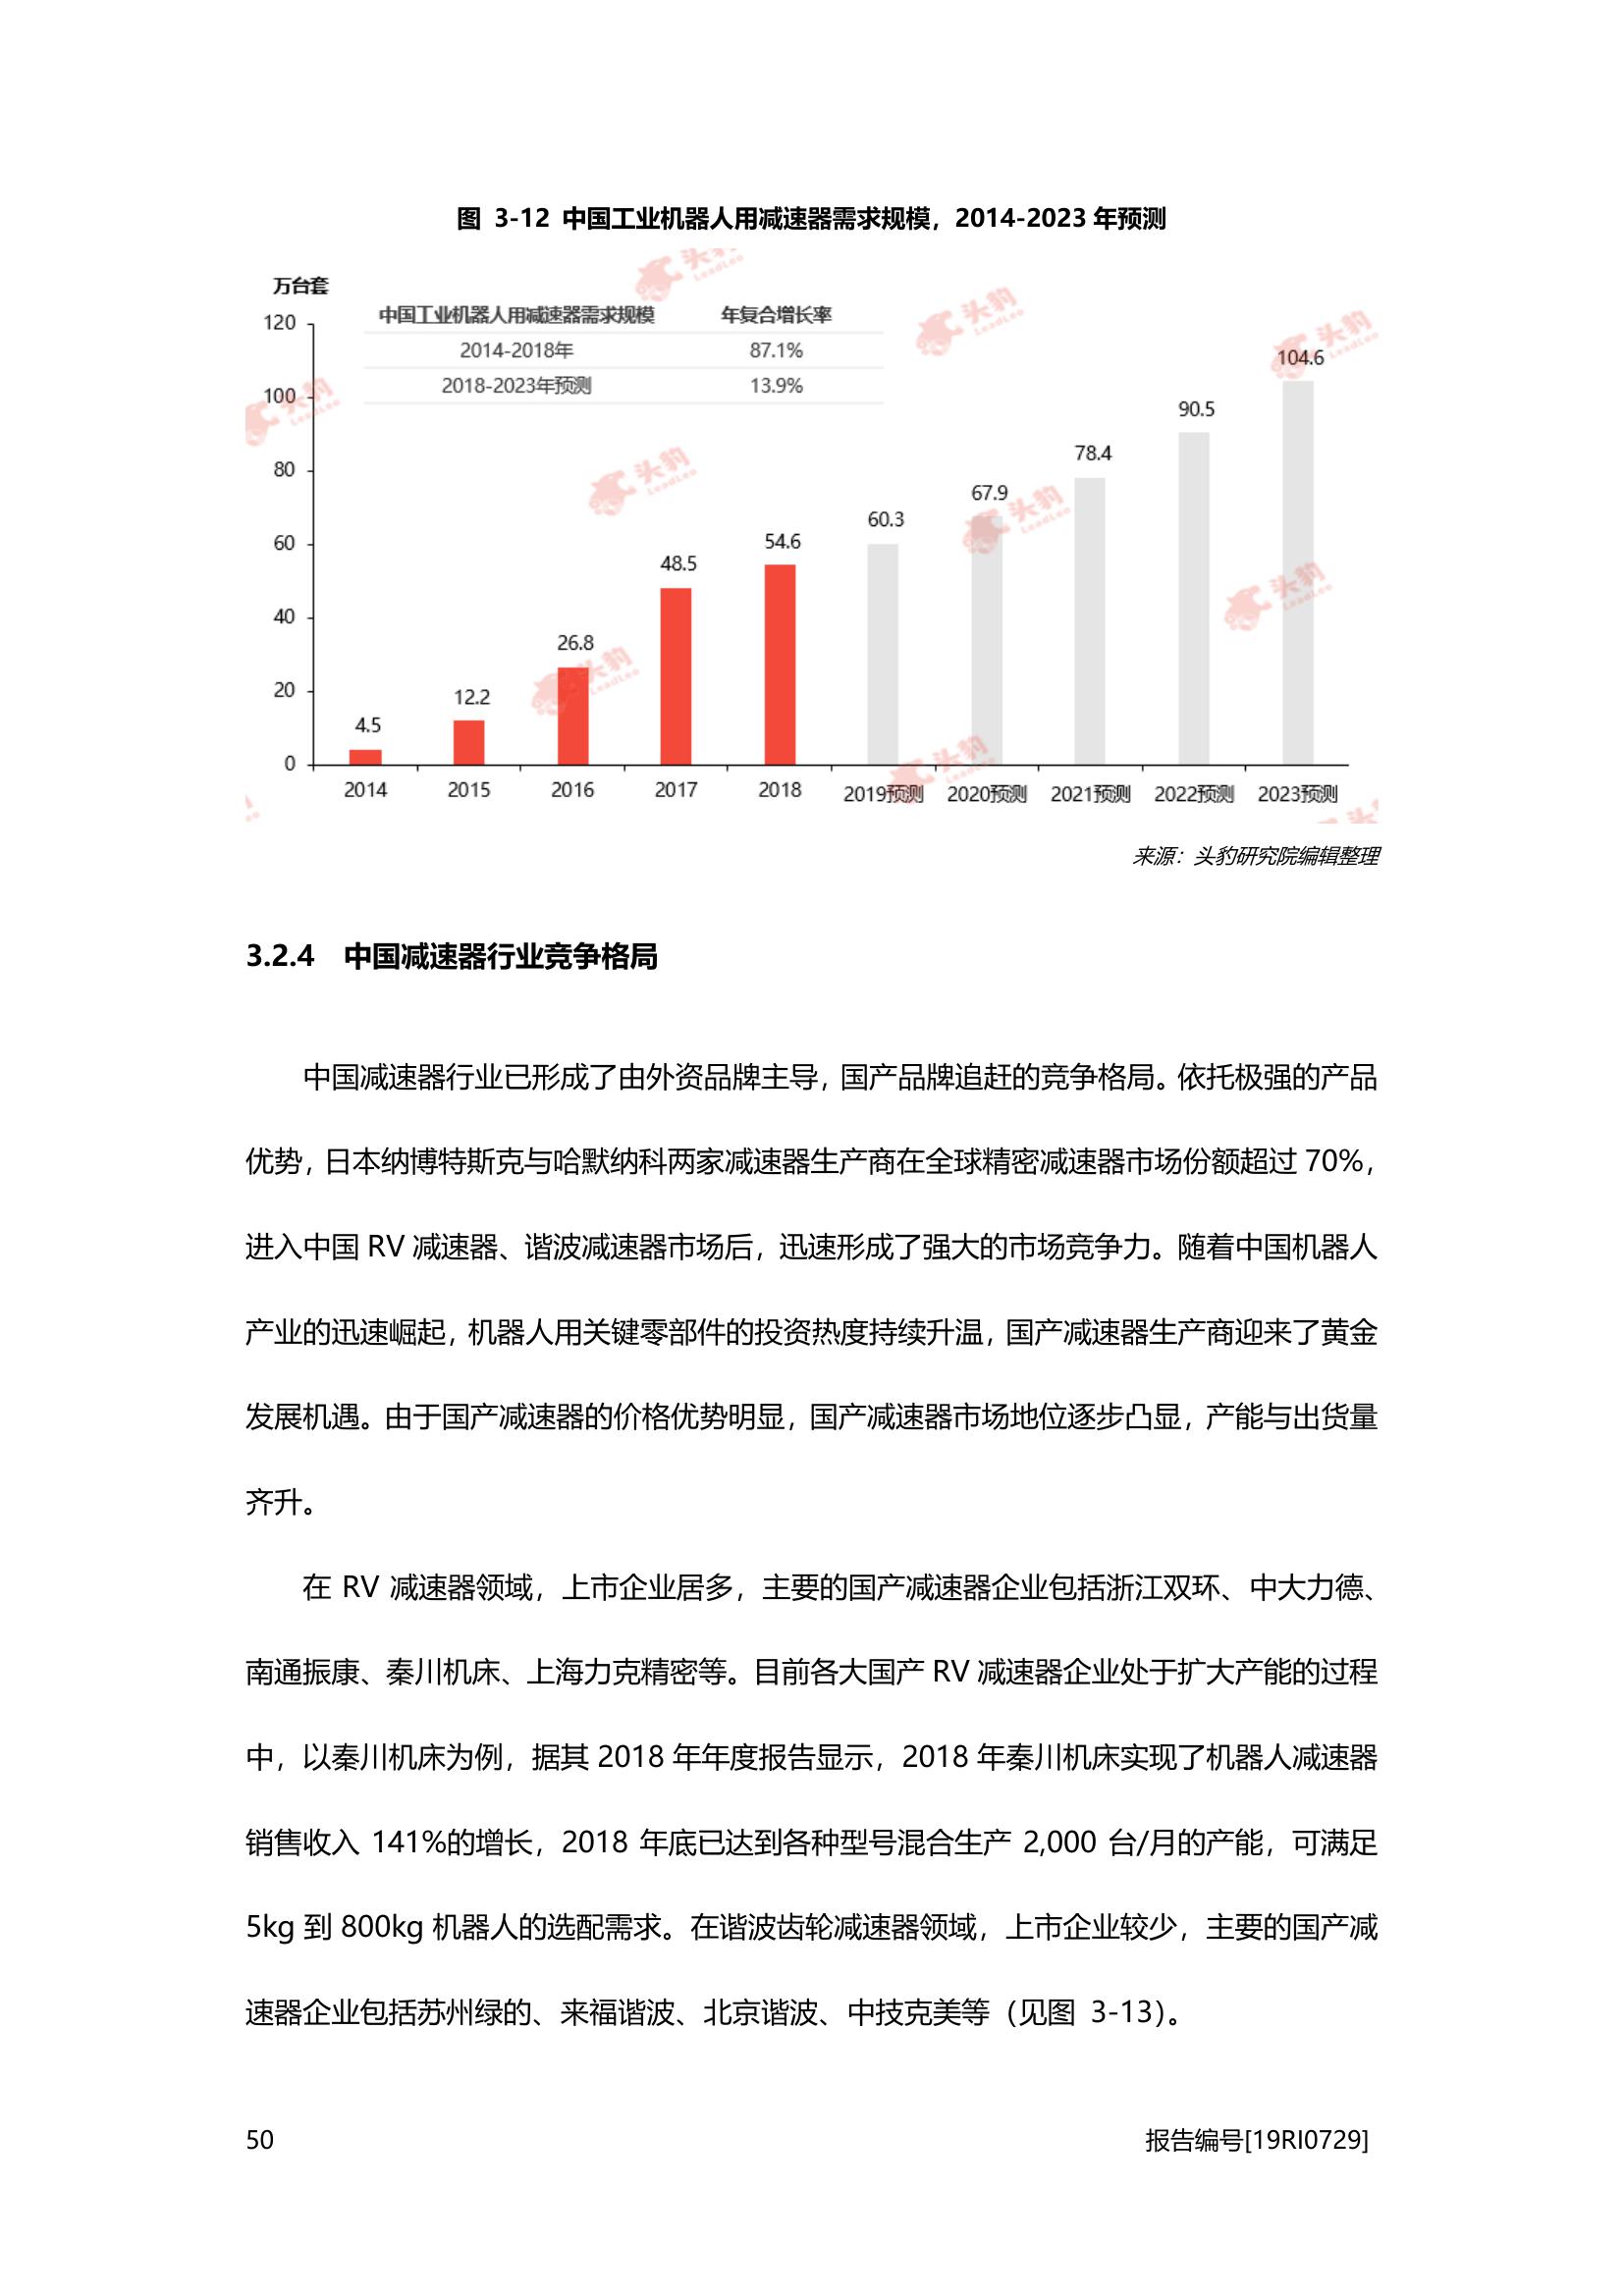 图 3-12 中国工业机器人用减速器需求规模，2014-2023 年预测
万台套
中国工业机器人用减速器需求规模 年复合增长率
2014-2018年 87.1%
2018-2023年预测 13.9%
120
100
80
60
40
20
0
4.5
12.2
26.8
48.5
54.6
60.3
67.9
78.4
90.5
104.6
2014 2015 2016 2017 2018 2019预测 2020预测 2021预测 2022预测 2023预测
头豹
LeadLeo
头豹
LeadLeo
头豹
LeadLeo
头豹
LeadLeo
头豹
LeadLeo
头豹
LeadLeo
头豹
LeadLeo
头豹
LeadLeo
头豹
LeadLeo
来源：头豹研究院编辑整理
3.2.4 中国减速器行业竞争格局
中国减速器行业已形成了由外资品牌主导，国产品牌追赶的竞争格局。依托极强的产品
优势，日本纳博特斯克与哈默纳科两家减速器生产商在全球精密减速器市场份额超过 70%，
进入中国 RV 减速器、谐波减速器市场后，迅速形成了强大的市场竞争力。随着中国机器人
产业的迅速崛起，机器人用关键零部件的投资热度持续升温，国产减速器生产商迎来了黄金
发展机遇。由于国产减速器的价格优势明显，国产减速器市场地位逐步凸显，产能与出货量
齐升。
在 RV 减速器领域，上市企业居多，主要的国产减速器企业包括浙江双环、中大力德、
南通振康、秦川机床、上海力克精密等。目前各大国产 RV 减速器企业处于扩大产能的过程
中，以秦川机床为例，据其 2018 年年度报告显示，2018 年秦川机床实现了机器人减速器
销售收入 141%的增长，2018 年底已达到各种型号混合生产 2,000 台/月的产能，可满足
5kg 到 800kg 机器人的选配需求。在谐波齿轮减速器领域，上市企业较少，主要的国产减
速器企业包括苏州绿的、来福谐波、北京谐波、中技克美等（见图 3-13）。
50 报告编号[19RI0729]